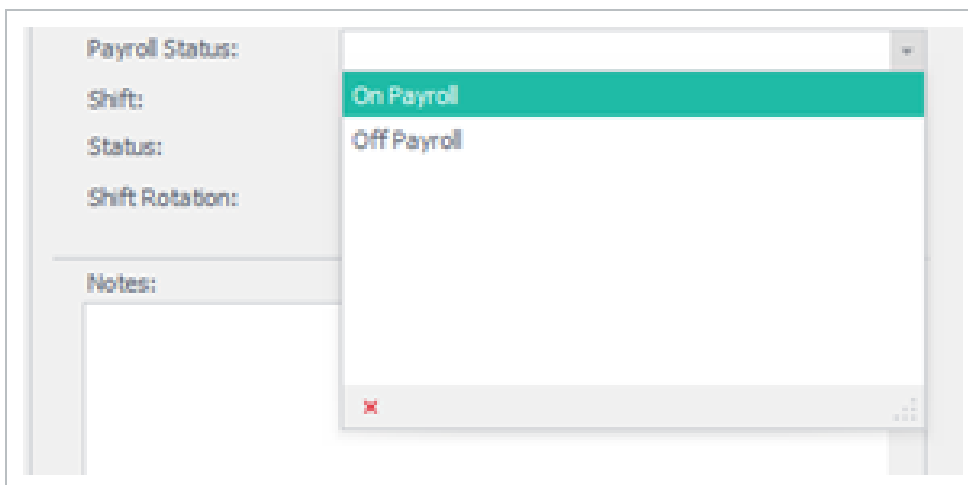 Payroll Status:
Shift:
On Payroll
Status:
Off Payroll
Shift Rotation:
Notes: